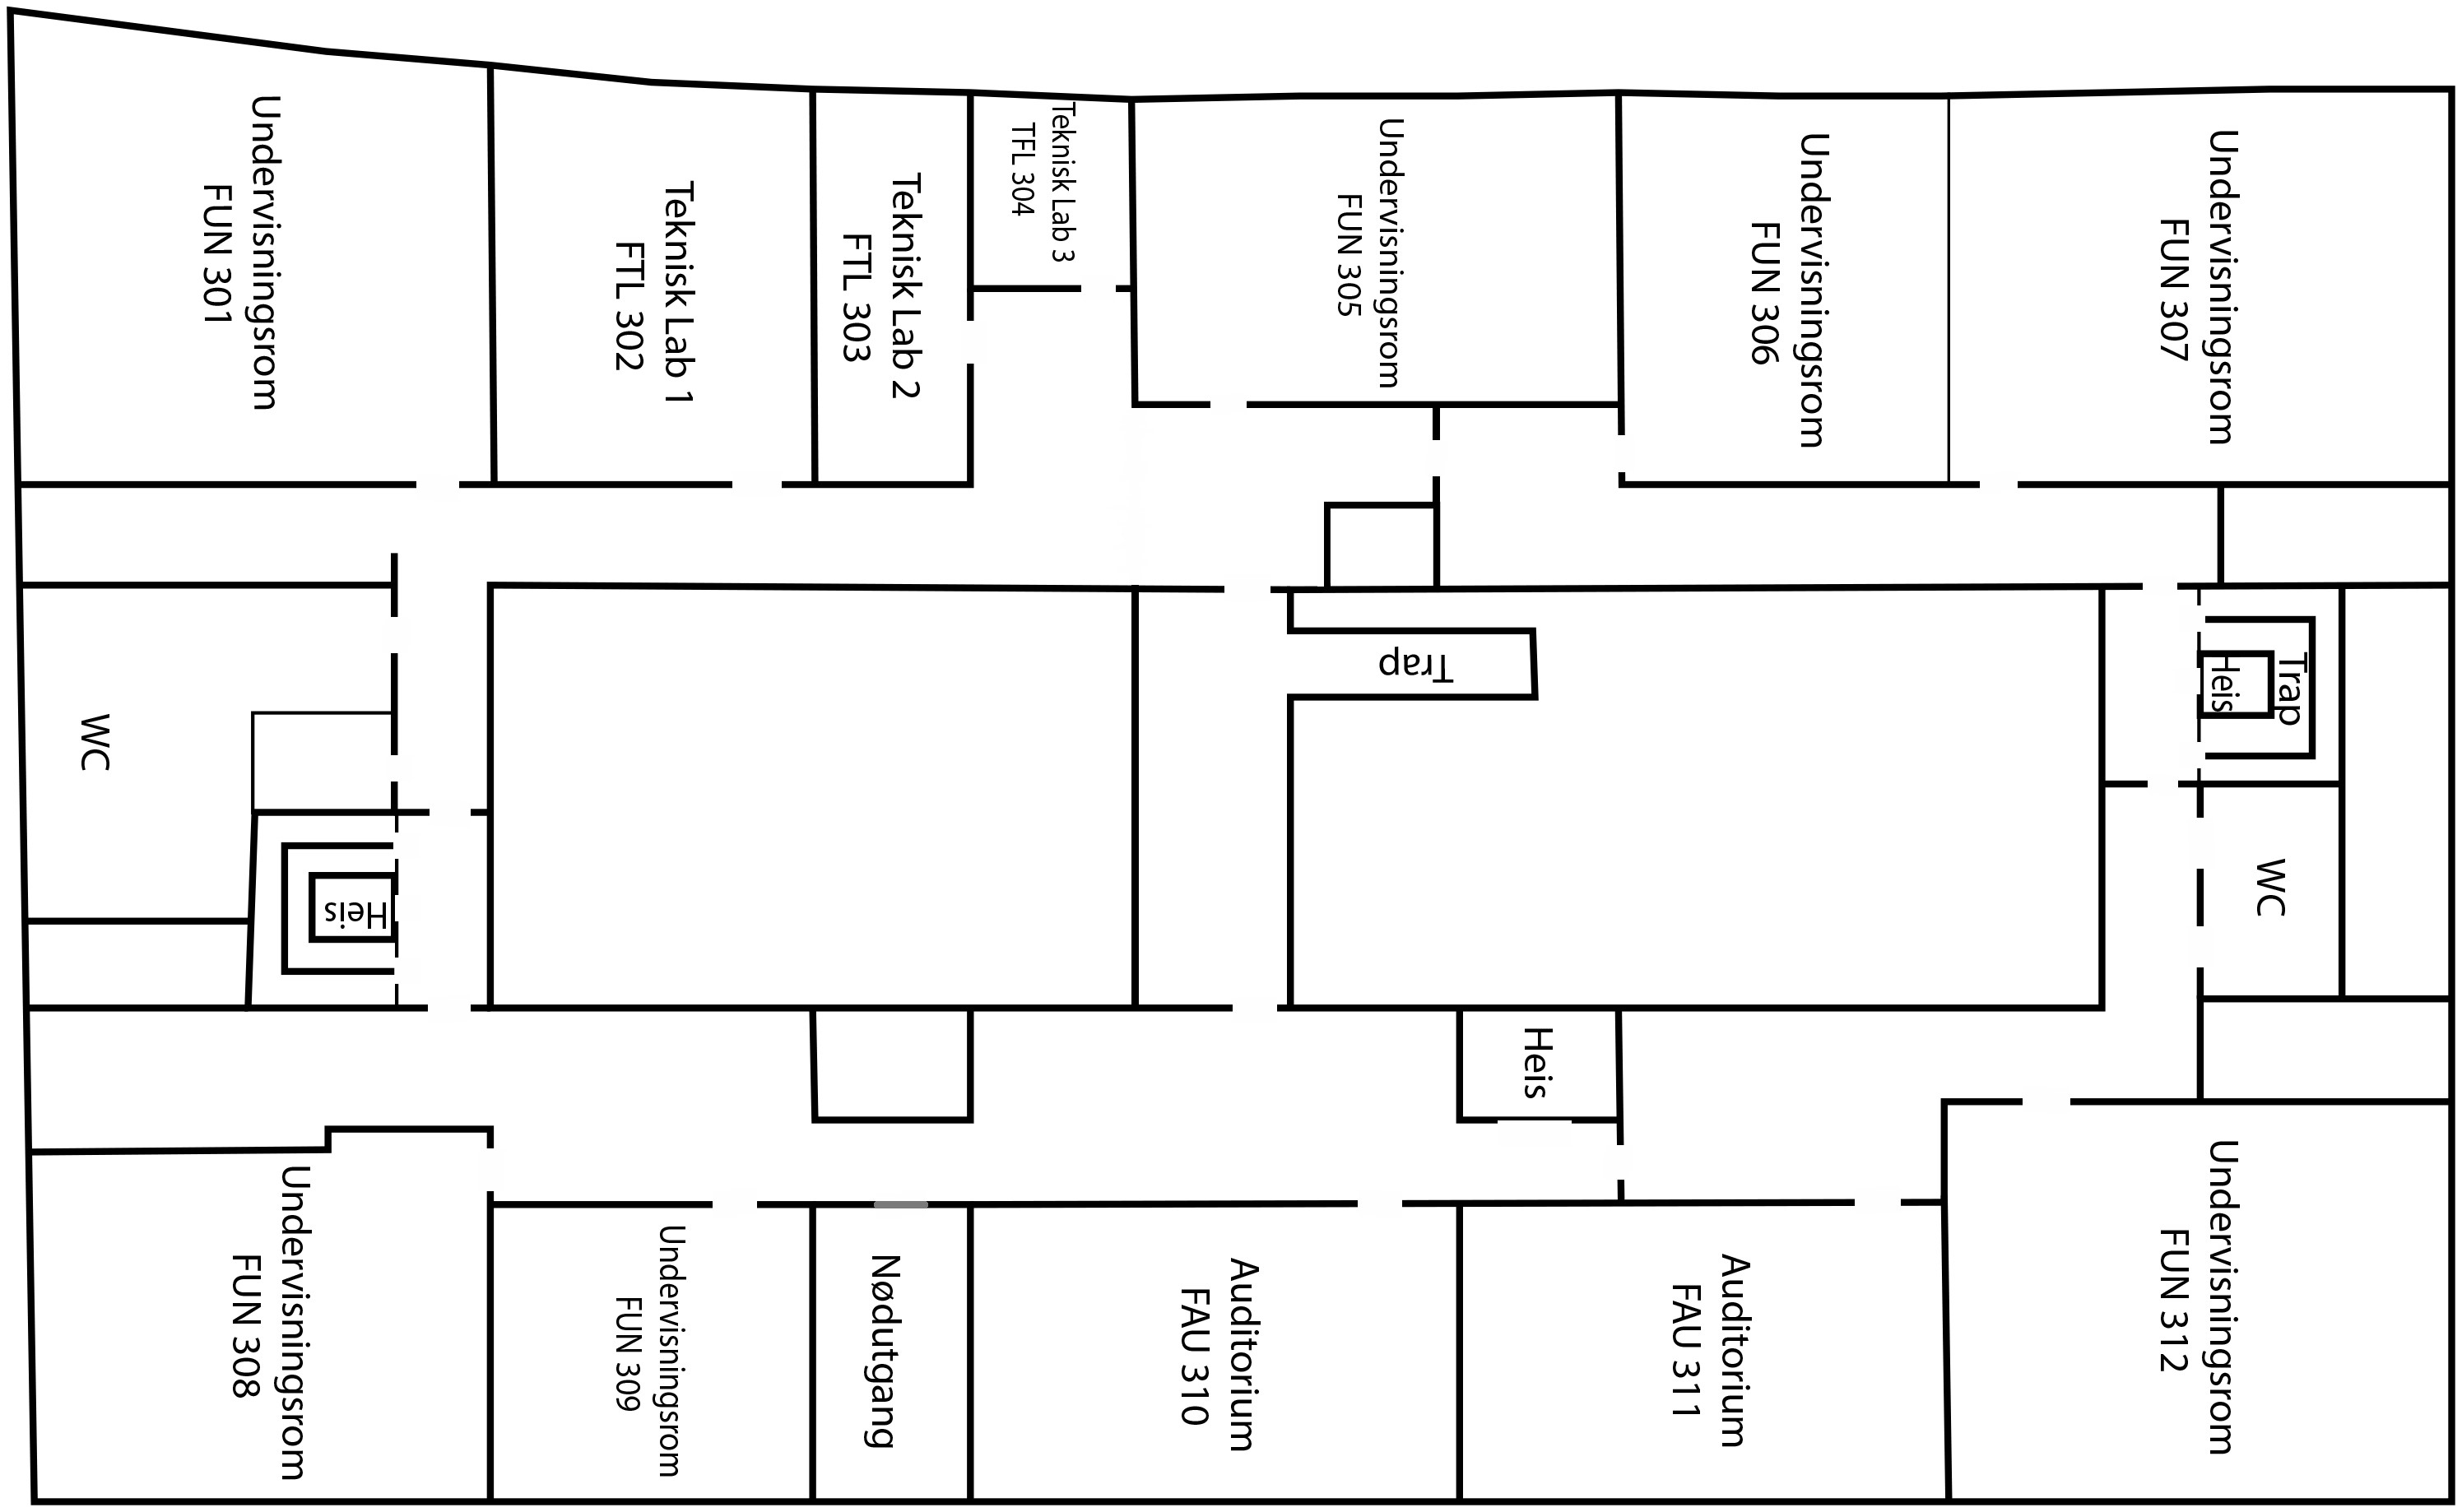 Undervisningsrom
FUN 301
Teknisk Lab 1
FTL 302
Teknisk Lab 2
FTL 303
Teknisk Lab 3
TFL 304
Undervisningsrom
FUN 305
Undervisningsrom
FUN 306
Undervisningsrom
FUN 307
Trap
Heis
Trap
WC
Heis
WC
Heis
Undervisningsrom
FUN 308
Undervisningsrom
FUN 309
Nødutgang
Auditorium
FAU 310
Auditorium
FAU 311
Undervisningsrom
FUN 312